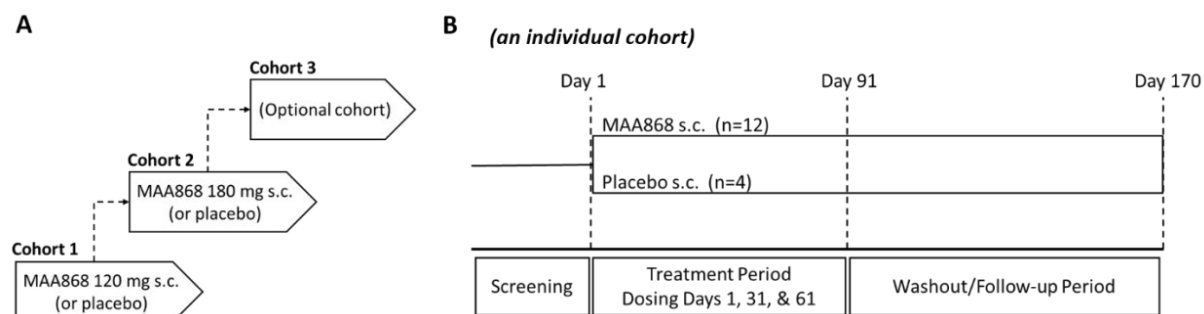 A
Cohort 3
(Optional cohort)
Cohort 2
MAA868 180 mg s.c.
(or placebo)
Cohort 1
MAA868 120 mg s.c.
(or placebo)
B
(an individual cohort)
Day 1
Day 91
Day 170
MAA868 s.c. (n=12)
Placebo s.c. (n=4)
Screening
Treatment Period
Dosing Days 1, 31, & 61
Washout/Follow-up Period